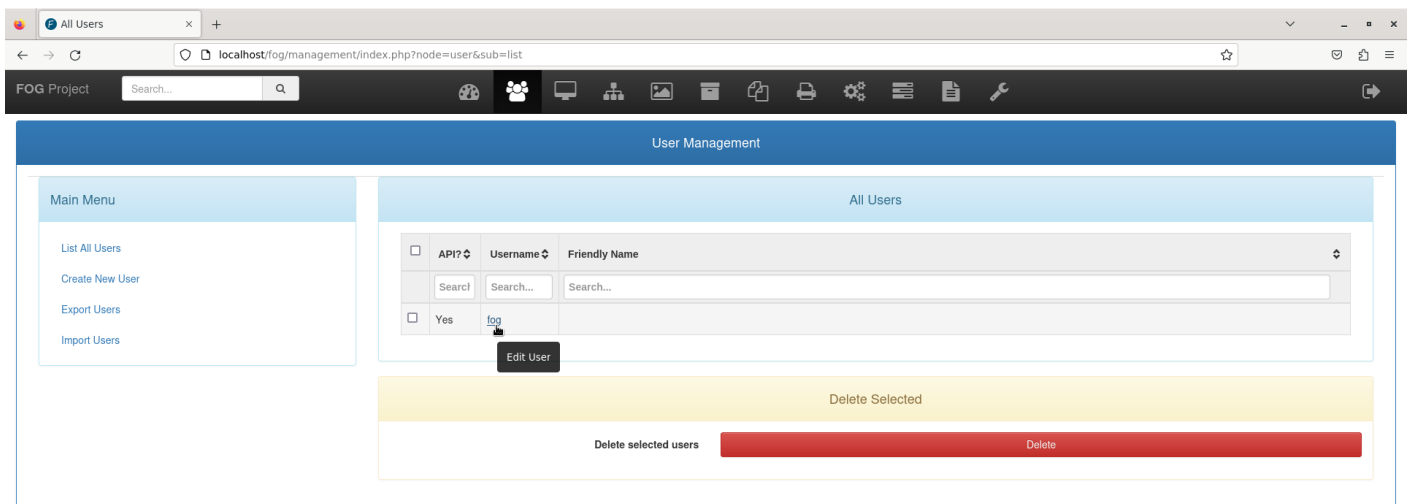 All Users
localhost/fog/management/index.php?node=user&sub=list
FOG Project
Search...
User Management
Main Menu
List All Users
Create New User
Export Users
Import Users
All Users
API? Username Friendly Name
Search Search... Search...
Yes fog
Edit User
Delete Selected
Delete selected users Delete